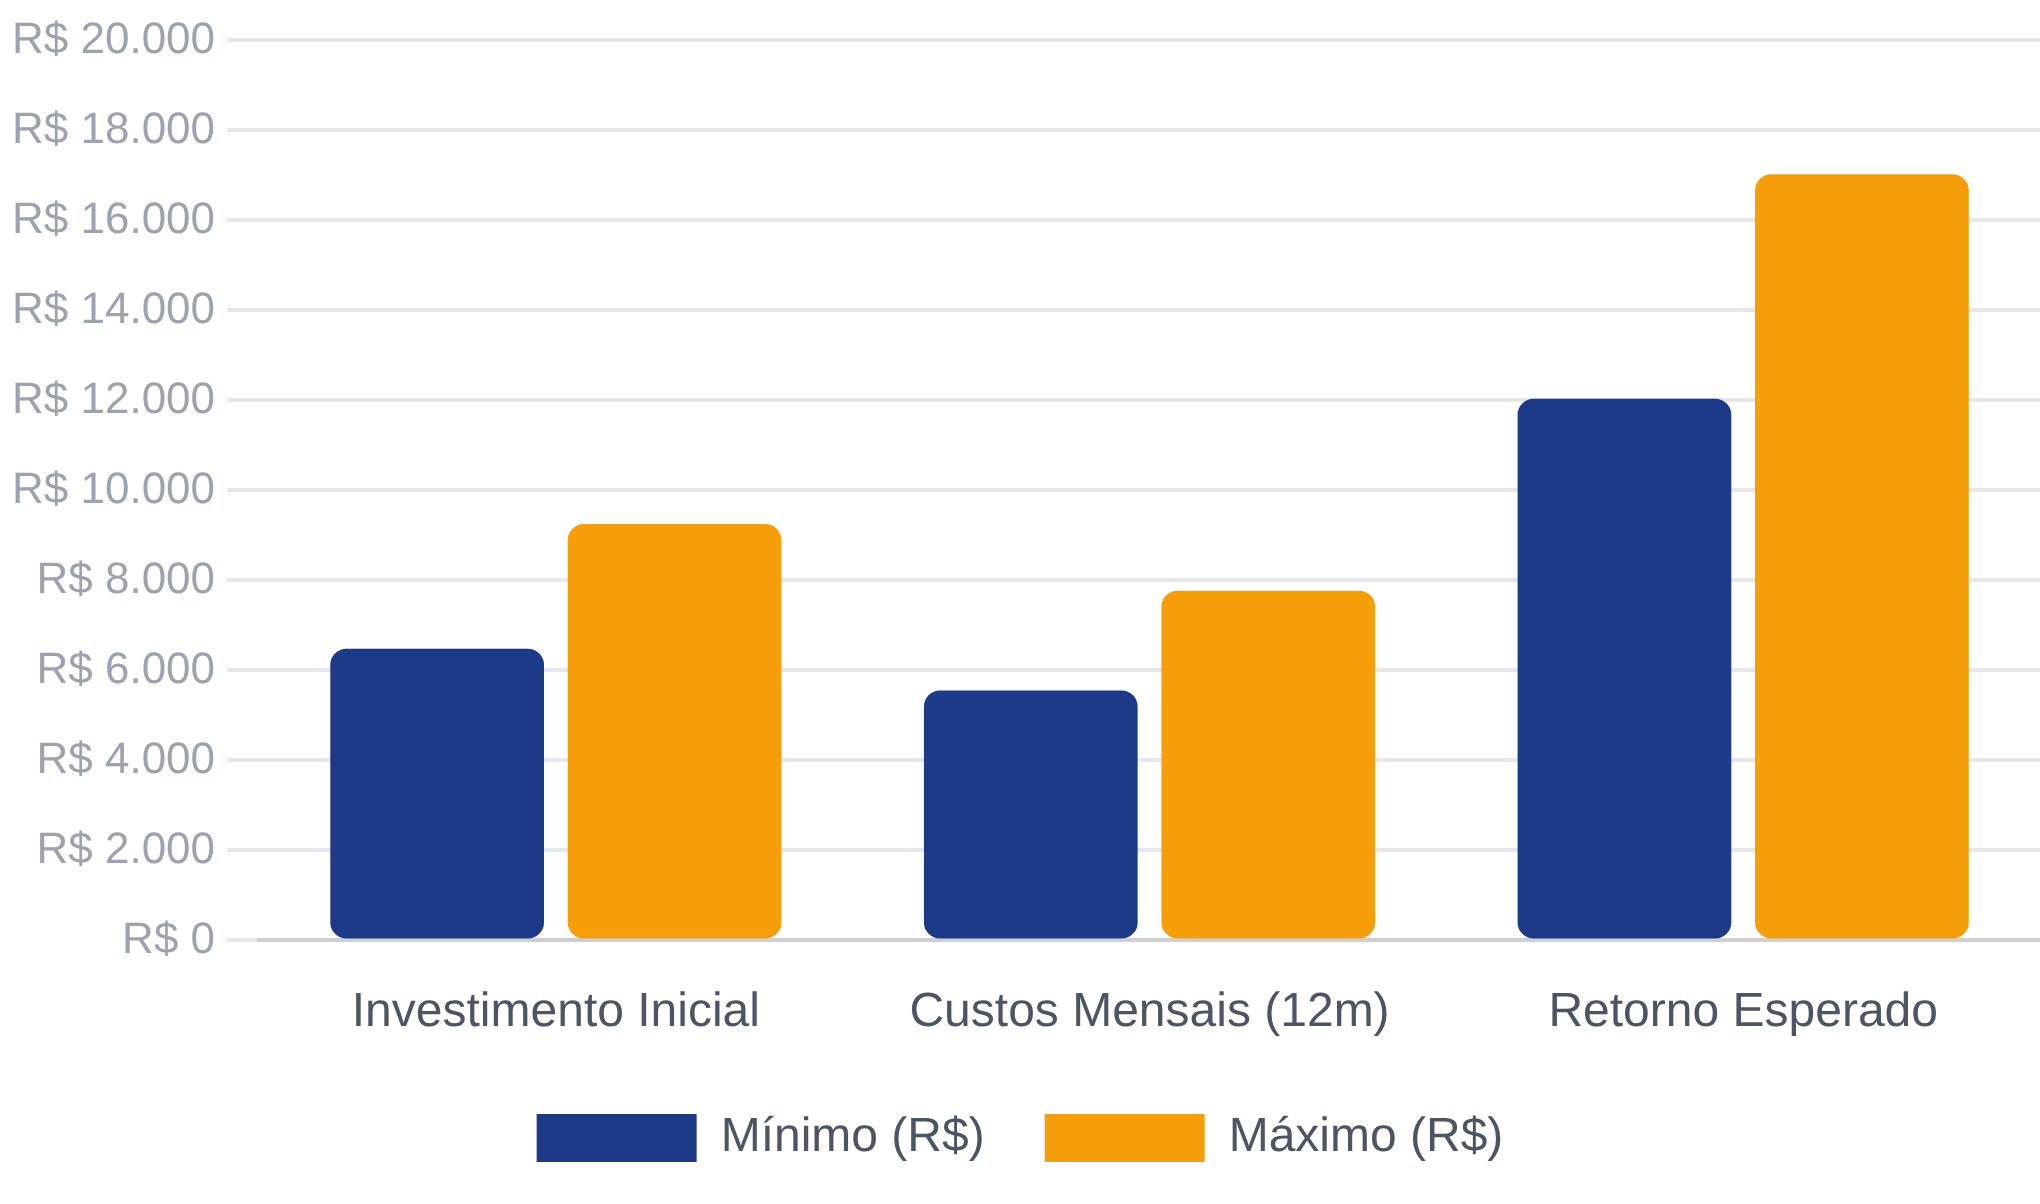 R$ 20.000
R$ 18.000
R$ 16.000
R$ 14.000
R$ 12.000
R$ 10.000
R$ 8.000
R$ 6.000
R$ 4.000
R$ 2.000
R$ 0
Investimento Inicial
Custos Mensais (12m)
Retorno Esperado
Mínimo (R$)
Máximo (R$)